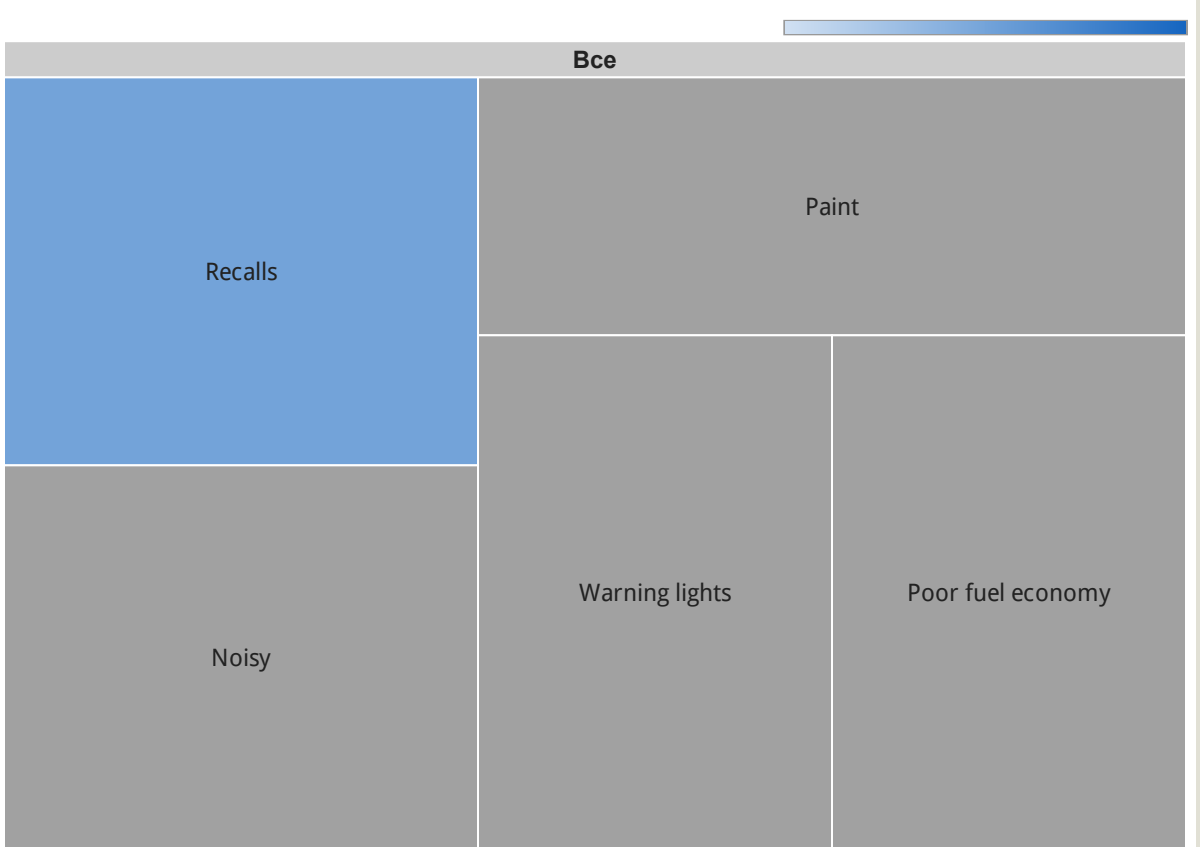 Все
Recalls
Paint
Noisy
Warning lights
Poor fuel economy